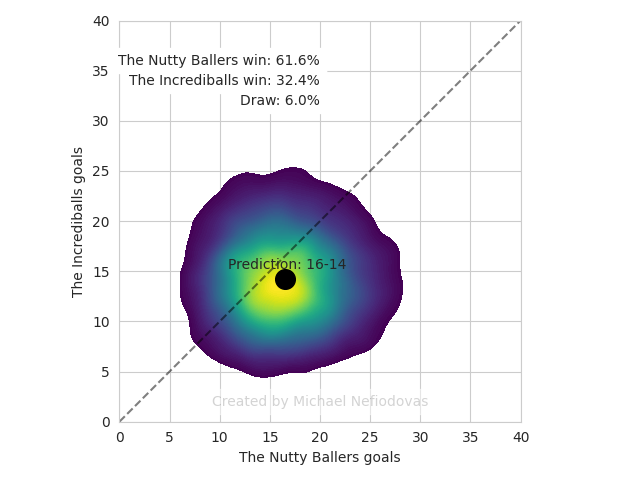 40
35
30
25
20
15
10
5
0
The Incrediballs goals
The Nutty Ballers win: 61.6%
The Incrediballs win: 32.4%
Draw: 6.0%
Prediction: 16-14
Created by Michael Nefiodovas
0 5 10 15 20 25 30 35 40
The Nutty Ballers goals